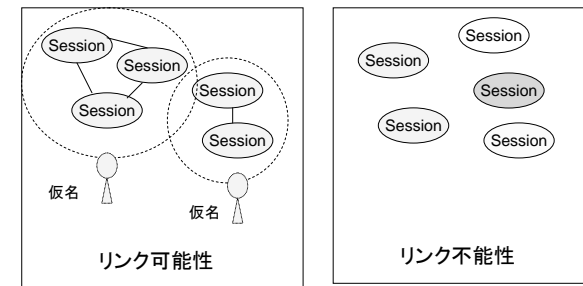 Session
Session
Session
Session
Session
仮名
仮名
リンク可能性
Session
Session
Session
Session
Session
リンク不能性